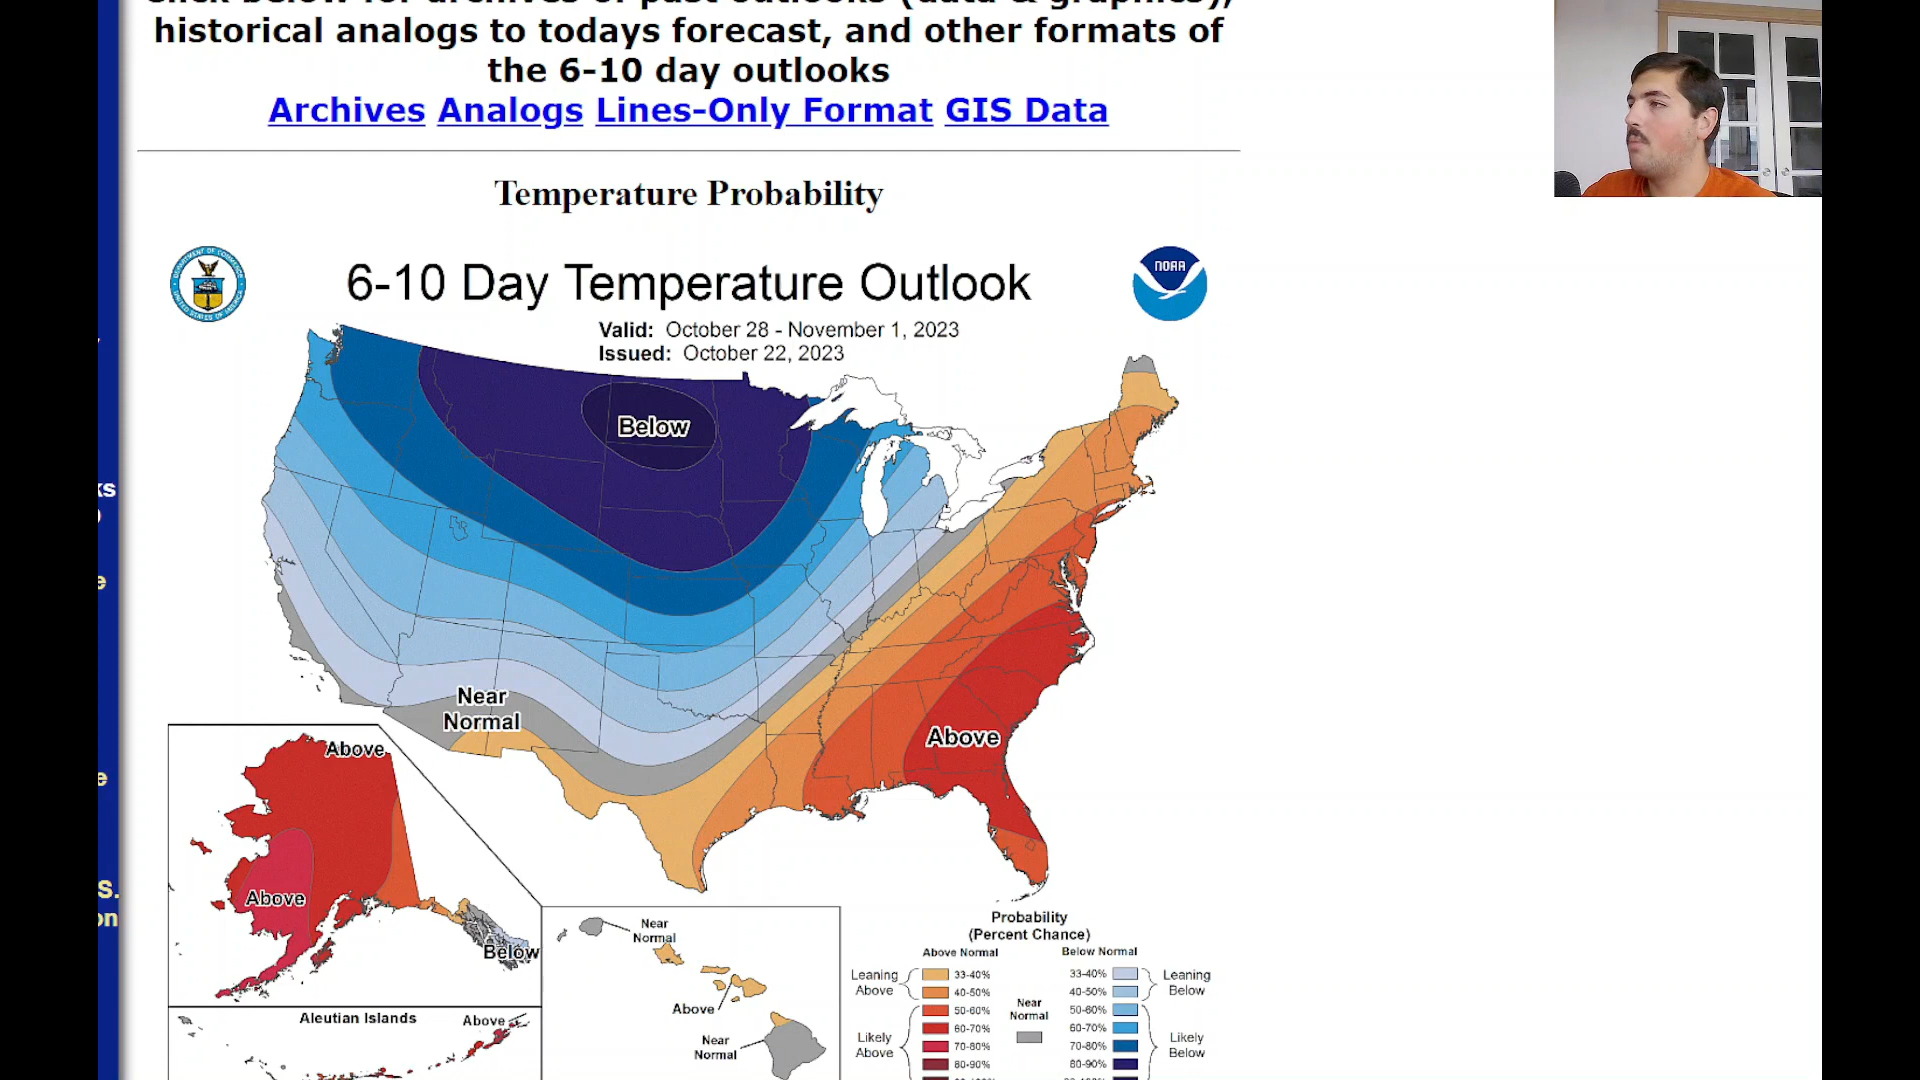 historical analogs to todays forecast, and other formats of
the 6-10 day outlooks
Archives Analogs Lines-Only Format GIS Data
Temperature Probability
6-10 Day Temperature Outlook
NOAA
Valid: October 28 - November 1, 2023
Issued: October 22, 2023
Below
Near
Normal
Above
Above
Above
Below
Aleutian Islands
Above
Near
Normal
Above
Near
Normal
Probability
(Percent Chance)
Above Normal
Below Normal
Leaning
Above
33-40%
40-50%
50-60%
60-70%
70-80%
80-90%
Likely
Above
Near
Normal
33-40%
40-50%
50-60%
60-70%
70-80%
80-90%
Leaning
Below
Likely
Below
ks
e
e
S.
on